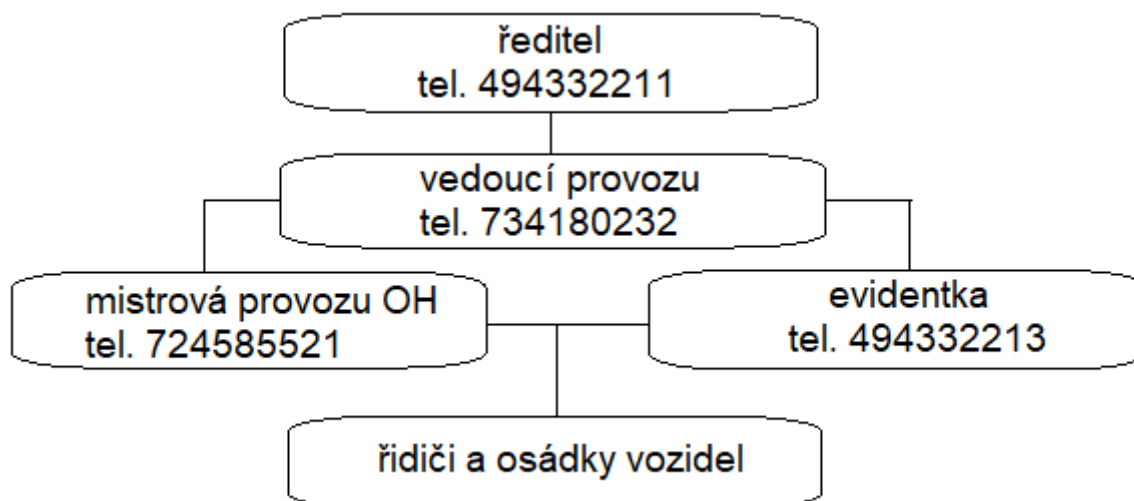 ředitel
tel. 494332211
vedoucí provozu
tel. 734180232
mistrová provozu OH
tel. 724585521
evidentka
tel. 494332213
řidiči a osádky vozidel